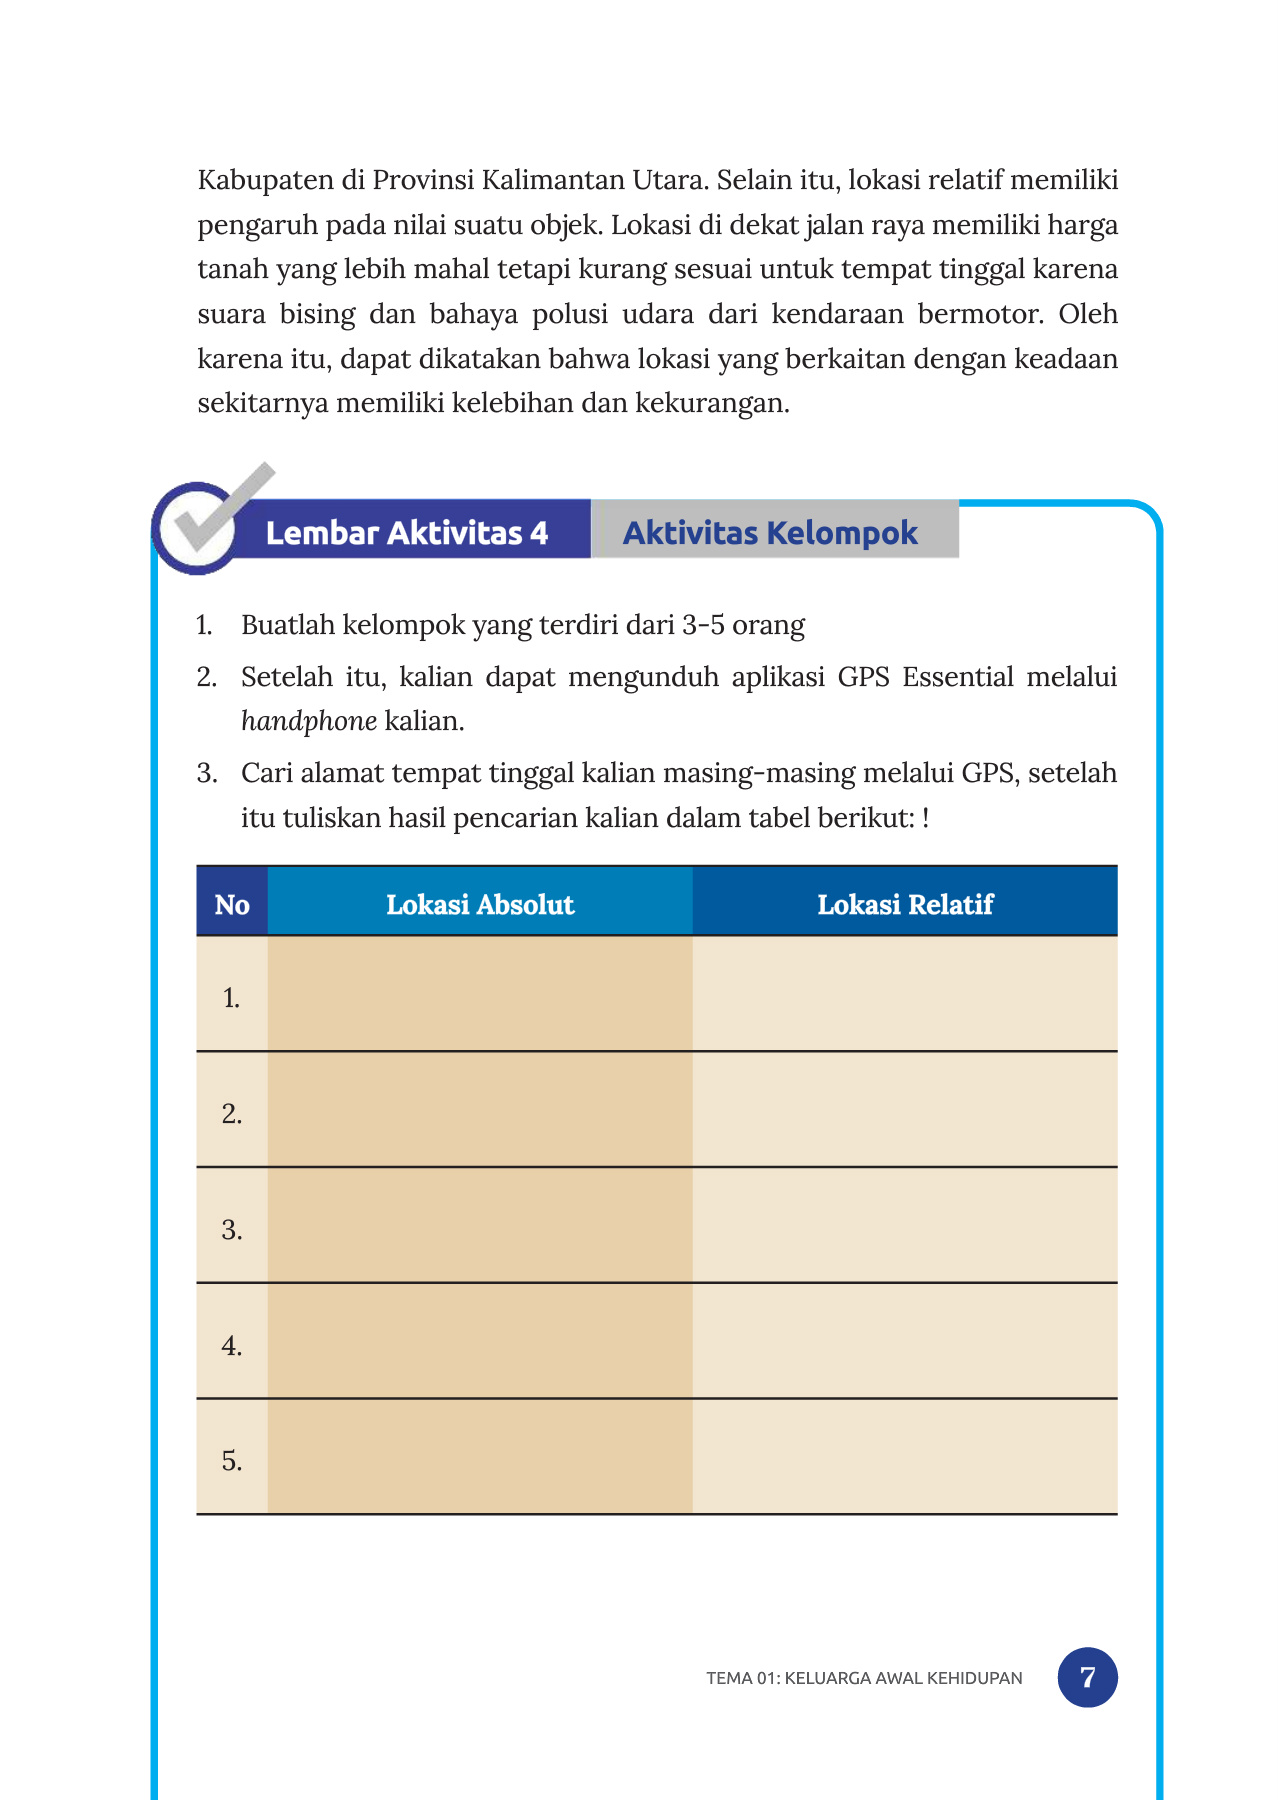 Kabupaten di Provinsi Kalimantan Utara. Selain itu, lokasi relatif memiliki
pengaruh pada nilai suatu objek. Lokasi di dekat jalan raya memiliki harga
tanah yang lebih mahal tetapi kurang sesuai untuk tempat tinggal karena
suara bising dan bahaya polusi udara dari kendaraan bermotor. Oleh
karena itu, dapat dikatakan bahwa lokasi yang berkaitan dengan keadaan
sekitarnya memiliki kelebihan dan kekurangan.
Lembar Aktivitas 4 Aktivitas Kelompok
1. Buatlah kelompok yang terdiri dari 3-5 orang
2. Setelah itu, kalian dapat mengunduh aplikasi GPS Essential melalui
handphone kalian.
3. Cari alamat tempat tinggal kalian masing-masing melalui GPS, setelah
itu tuliskan hasil pencarian kalian dalam tabel berikut: !
No Lokasi Absolut Lokasi Relatif
1.
2.
3.
4.
5.
TEMA 01: KELUARGA AWAL KEHIDUPAN 7